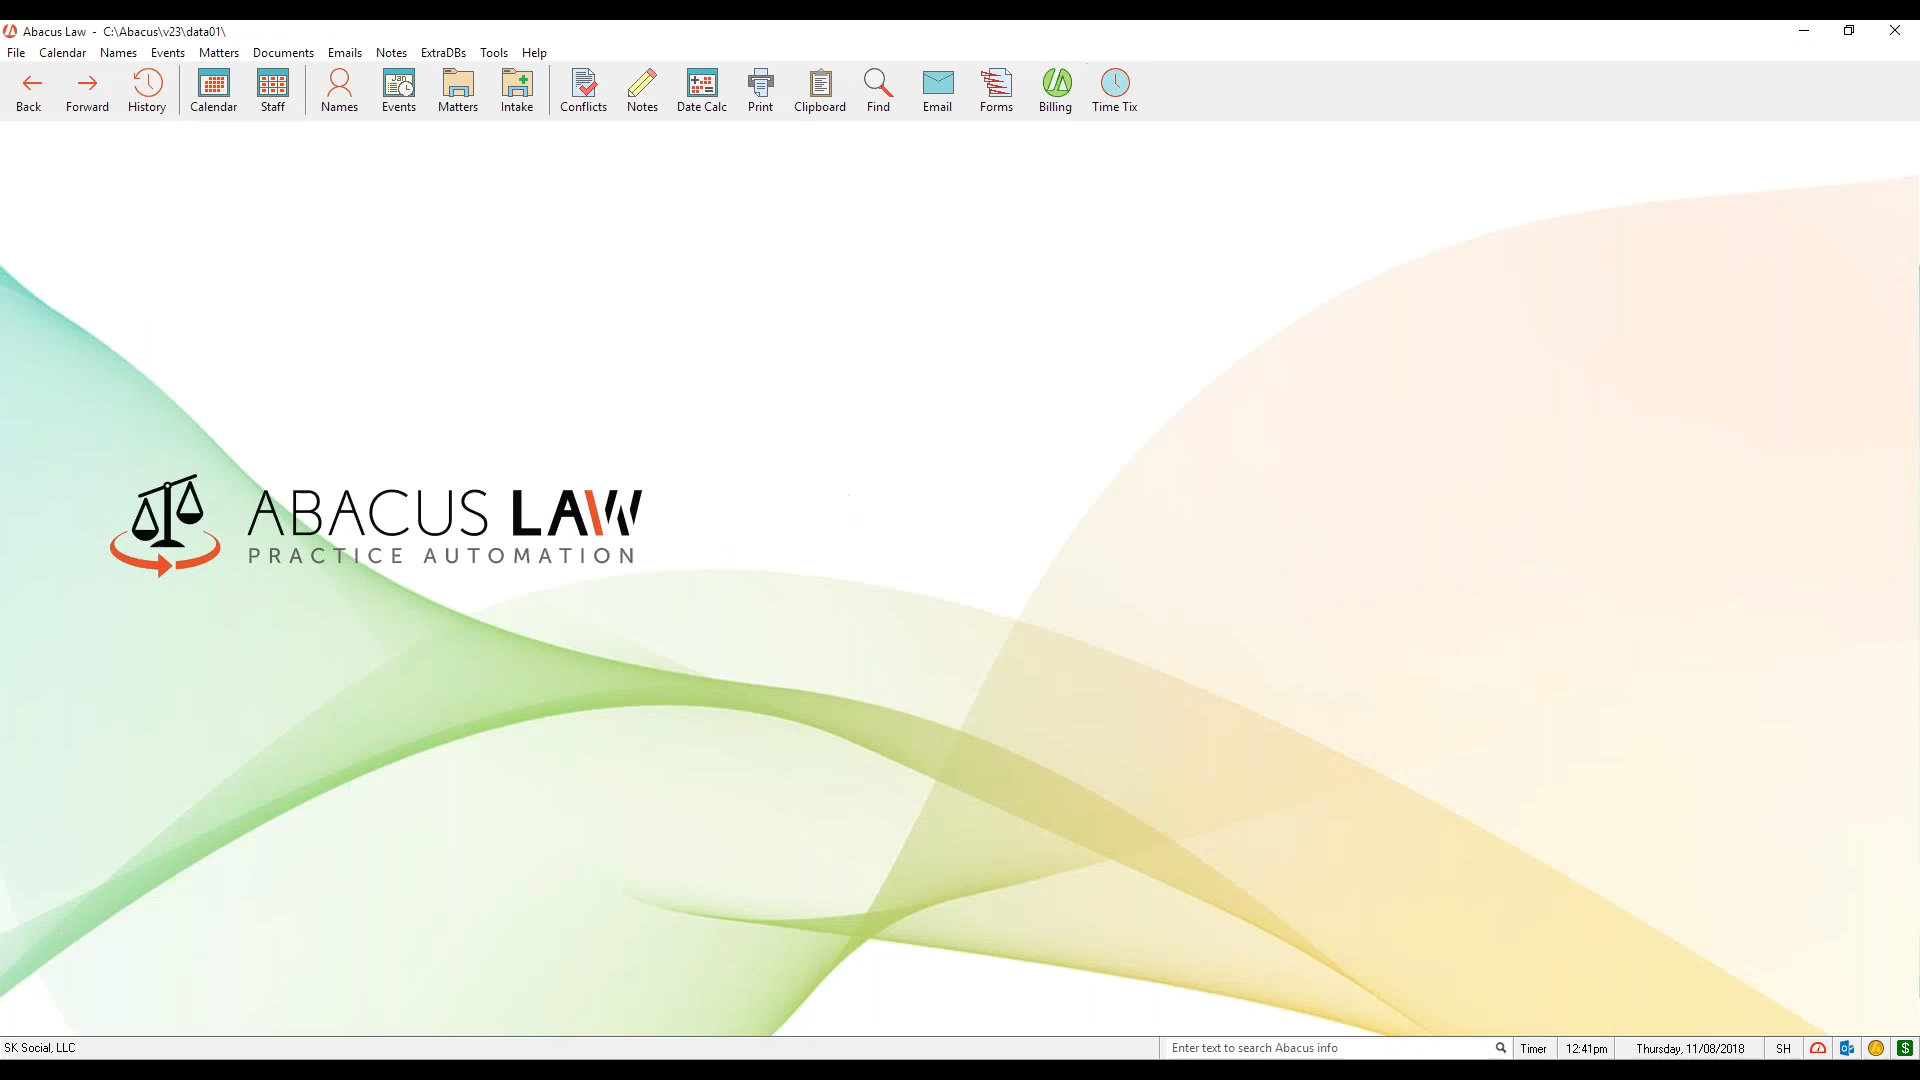 Abacus Law - C:\Abacus\v23\data01\
File Calendar Names Events Matters Documents Emails Notes ExtraDBs Tools Help
Back Forward History Calendar Staff Names Events Matters Intake Conflicts Notes Date Calc Print Clipboard Find Email Forms Billing Time Tix
Jan
ABACUS LAW
PRACTICE AUTOMATION
SK Social, LLC Enter text to search Abacus info Timer 12:41pm Thursday, 11/08/2018 SH